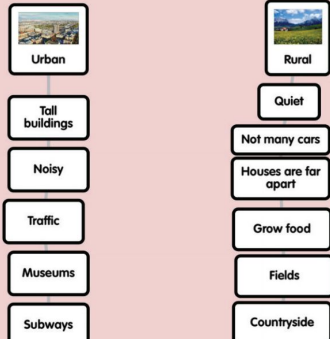 Urban
Tall
buildings
Noisy
Traffic
Museums
Subways
Rural
Quiet
Not many cars
Houses are far
apart
Grow food
Fields
Countryside